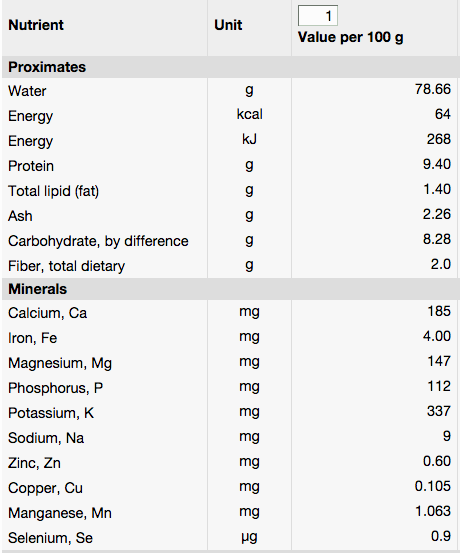 Nutrient Unit 1
Value per 100 g
Proximates
Water g 78.66
Energy kcal 64
Energy kJ 268
Protein g 9.40
Total lipid (fat) g 1.40
Ash g 2.26
Carbohydrate, by difference g 8.28
Fiber, total dietary g 2.0
Minerals
Calcium, Ca mg 185
Iron, Fe mg 4.00
Magnesium, Mg mg 147
Phosphorus, P mg 112
Potassium, K mg 337
Sodium, Na mg 9
Zinc, Zn mg 0.60
Copper, Cu mg 0.105
Manganese, Mn mg 1.063
Selenium, Se µg 0.9